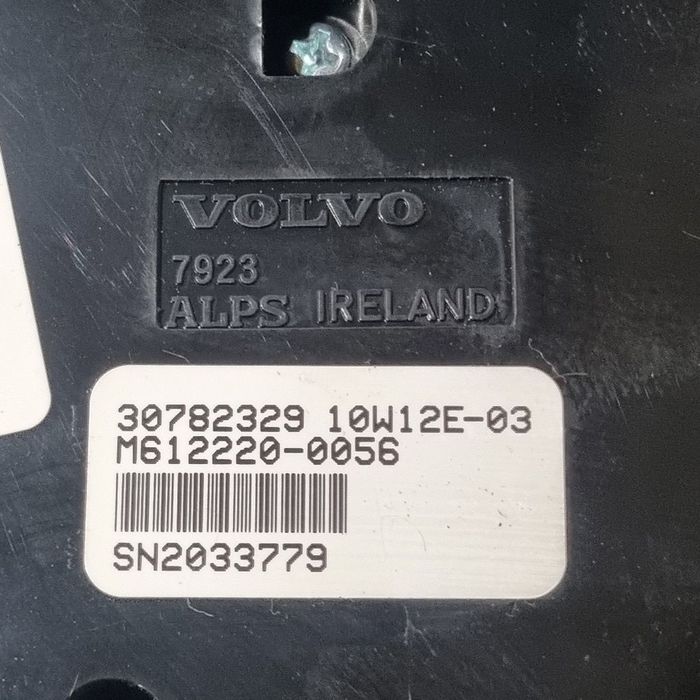 VOLVO
7923
ALPS IRELAND
30782329 10W12E-03
M612220-0056
SN2033779